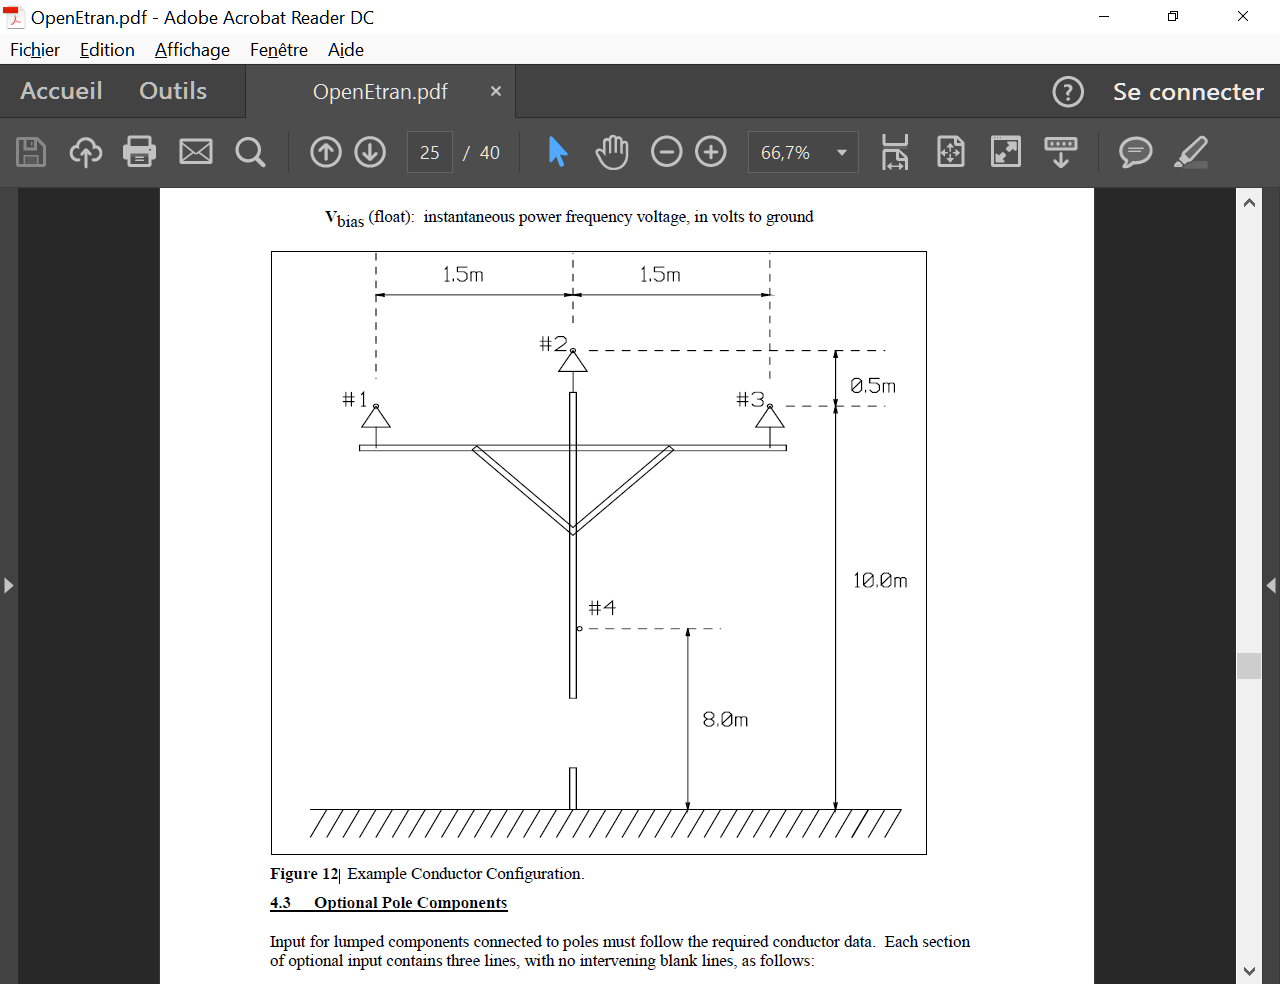 OpenEtran.pdf - Adobe Acrobat Reader DC
Fichier Edition Affichage Fenêtre Aide
Accueil Outils OpenEtran.pdf × ? Se connecter
25 / 40 66,7%
Vbias (float): instantaneous power frequency voltage, in volts to ground
1.5m 1.5m
#2
0.5m
#1 #3
10.0m
#4
8.0m
Figure 12 Example Conductor Configuration.
4.3 Optional Pole Components
Input for lumped components connected to poles must follow the required conductor data. Each section
of optional input contains three lines, with no intervening blank lines, as follows: